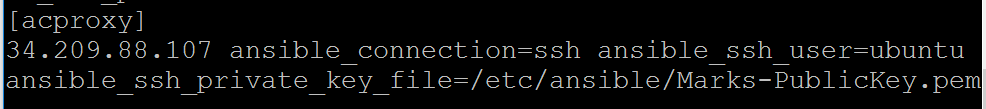 [acproxy]
34.209.88.107 ansible_connection=ssh ansible_ssh_user=ubuntu
ansible_ssh_private_key_file=/etc/ansible/Marks-PublicKey.pem